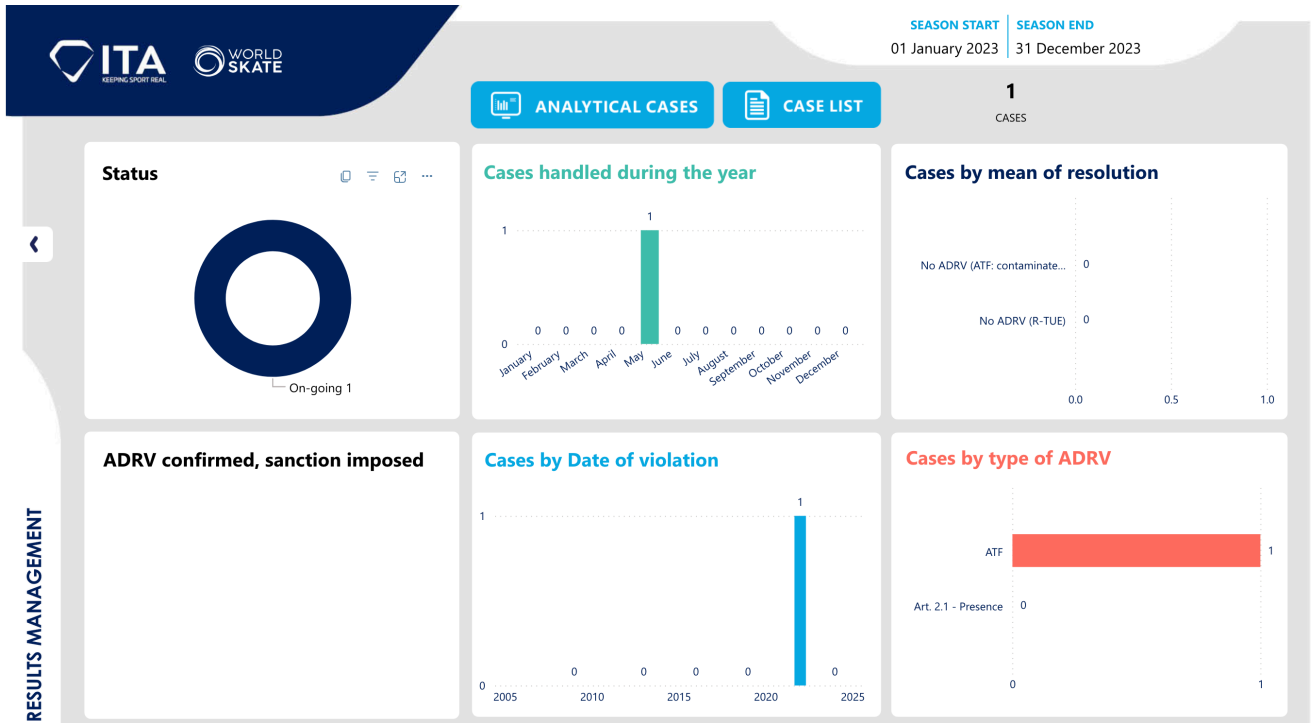 ITA
KEEPING SPORT REAL
WORLD
SKATE
SEASON START
SEASON END
01 January 2023
31 December 2023
ANALYTICAL CASES
CASE LIST
1
CASES
Status
On-going 1
Cases handled during the year
1
1
0 0 0 0 0 0 0 0 0 0 0
0
January February March April May June July August September October November December
Cases by mean of resolution
No ADRV (ATF: contaminate... 0
No ADRV (R-TUE) 0
0.0 0.5 1.0
ADRV confirmed, sanction imposed
Cases by Date of violation
1
1
0 0 0 0 0
0
2005 2010 2015 2020 2025
Cases by type of ADRV
ATF 1
Art. 2.1 - Presence 0
0 1
RESULTS MANAGEMENT